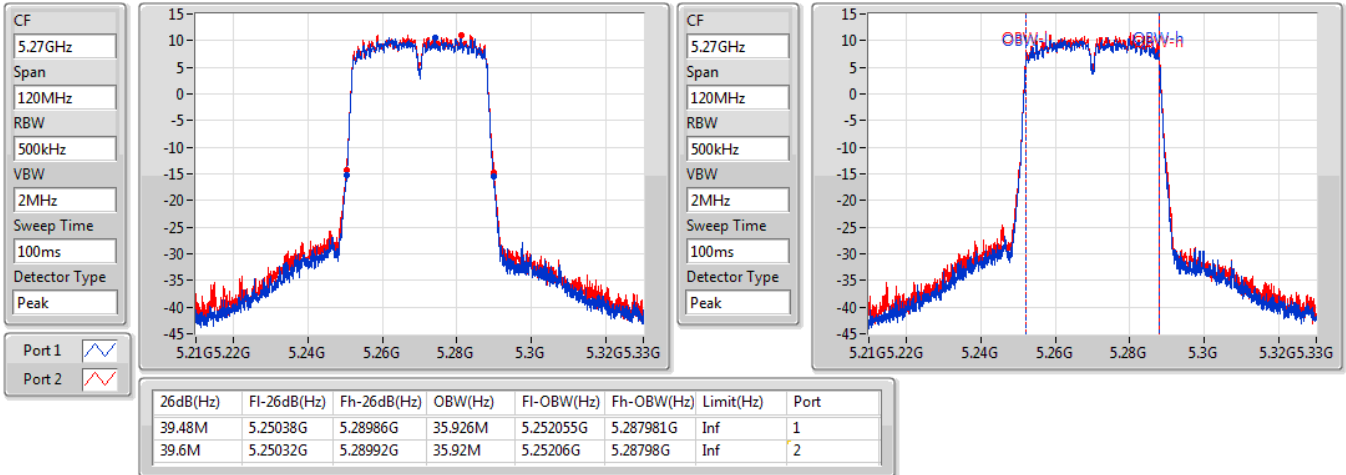 CF
5.27GHz
Span
120MHz
RBW
500kHz
VBW
2MHz
Sweep Time
100ms
Detector Type
Peak
Port 1
Port 2
15-
10-
5-
0-
-5-
-10-
-15-
-20-
-25-
-30-
-35-
-40-
-45-
5.21G5.22G 5.24G 5.26G 5.28G 5.3G 5.32G5.33G
CF
5.27GHz
Span
120MHz
RBW
500kHz
VBW
2MHz
Sweep Time
100ms
Detector Type
Peak
15-
10-
5-
0-
-5-
-10-
-15-
-20-
-25-
-30-
-35-
-40-
-45-
OBW-l OBW-h
5.21G5.22G 5.24G 5.26G 5.28G 5.3G 5.32G5.33G
26dB(Hz) Fl-26dB(Hz) Fh-26dB(Hz) OBW(Hz) Fl-OBW(Hz) Fh-OBW(Hz) Limit(Hz) Port
39.48M 5.25038G 5.28986G 35.926M 5.252055G 5.287981G Inf 1
39.6M 5.25032G 5.28992G 35.92M 5.25206G 5.28798G Inf 2